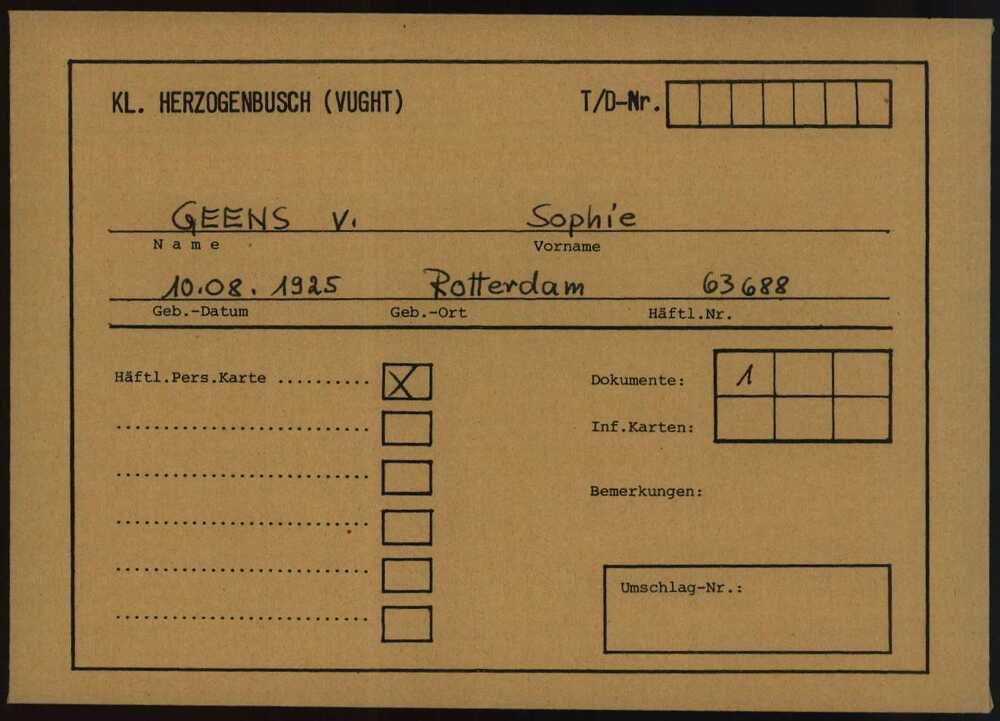 KL. HERZOGENBUSCH (VUGHT) T/D-Nr.
GEENS v. Sophie
Name Vorname
10.08.1925 Rotterdam 63688
Geb.-Datum Geb.-Ort Häftl.Nr.
Häftl.Pers.Karte .......... X Dokumente: 1
Inf.Karten:
Bemerkungen:
Umschlag-Nr.: